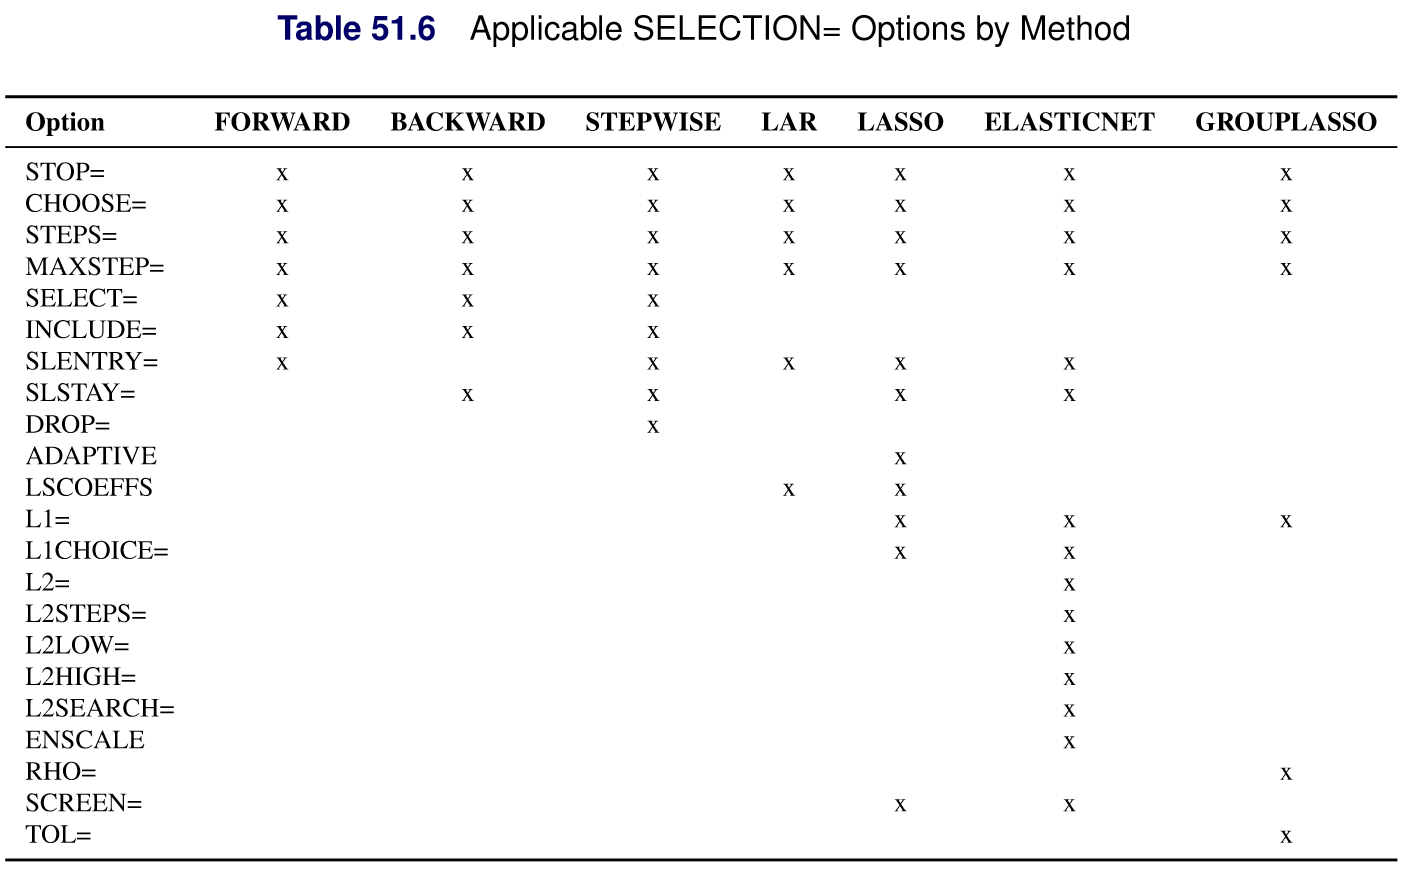 Table 51.6 Applicable SELECTION= Options by Method
Option FORWARD BACKWARD STEPWISE LAR LASSO ELASTICNET GROUPLASSO
STOP= x x x x x x x
CHOOSE= x x x x x x x
STEPS= x x x x x x x
MAXSTEP= x x x x x x x
SELECT= x x x
INCLUDE= x x x
SLENTRY= x x x x x
SLSTAY= x x x x
DROP= x
ADAPTIVE x
LSCOEFFS x x
L1= x x x
L1CHOICE= x x
L2= x
L2STEPS= x
L2LOW= x
L2HIGH= x
L2SEARCH= x
ENSCALE x
RHO= x
SCREEN= x x
TOL= x